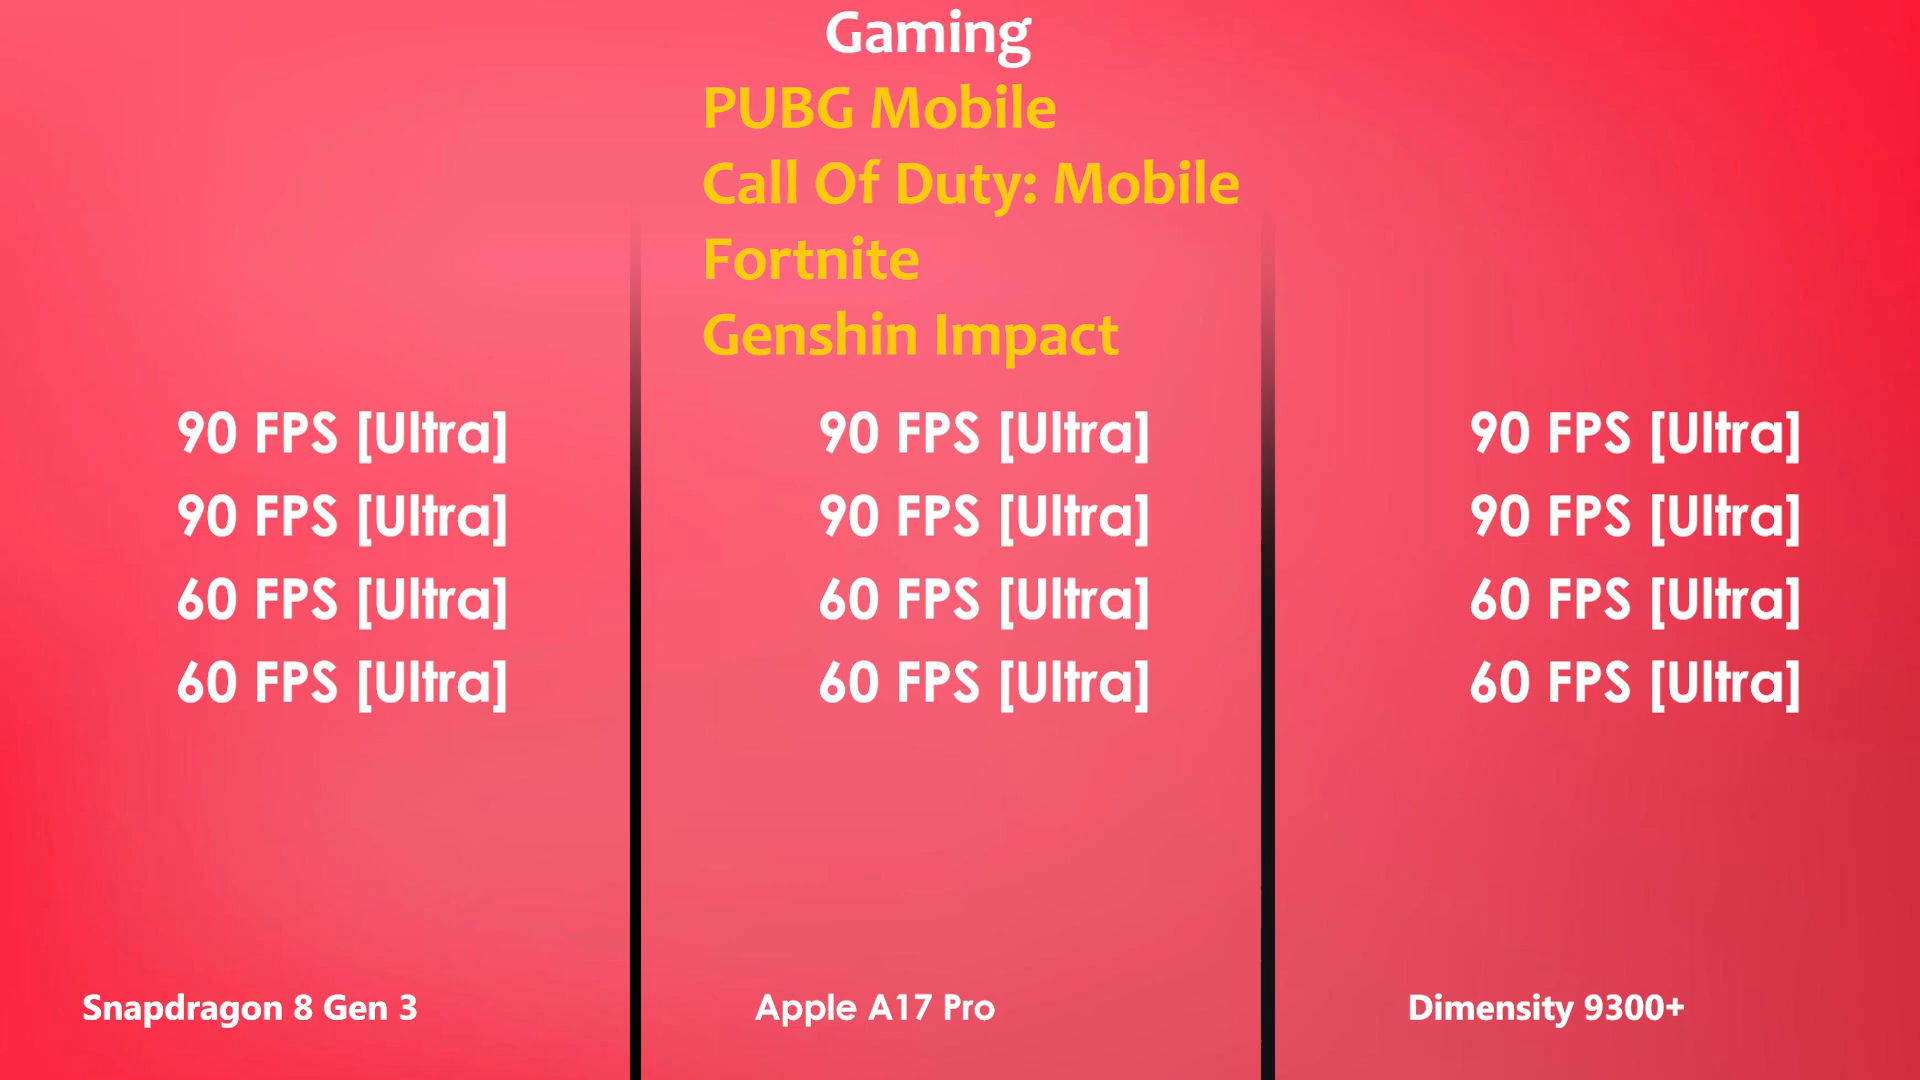 Gaming
PUBG Mobile
Call Of Duty: Mobile
Fortnite
Genshin Impact
90 FPS [Ultra]
90 FPS [Ultra]
60 FPS [Ultra]
60 FPS [Ultra]
Snapdragon 8 Gen 3
90 FPS [Ultra]
90 FPS [Ultra]
60 FPS [Ultra]
60 FPS [Ultra]
Apple A17 Pro
90 FPS [Ultra]
90 FPS [Ultra]
60 FPS [Ultra]
60 FPS [Ultra]
Dimensity 9300+